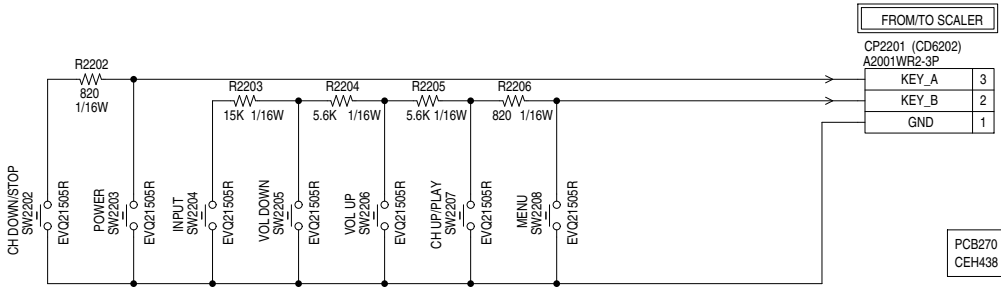 FROM/TO SCALER
CP2201 (CD6202)
A2001WR2-3P
KEY_A 3
KEY_B 2
GND 1
R2202
820
1/16W
R2203
15K 1/16W
R2204
5.6K 1/16W
R2205
5.6K 1/16W
R2206
820 1/16W
CH DOWN/STOP
SW2202
EVQ21505R
POWER
SW2203
EVQ21505R
INPUT
SW2204
EVQ21505R
VOL DOWN
SW2205
EVQ21505R
VOL UP
SW2206
EVQ21505R
CH UP/PLAY
SW2207
EVQ21505R
MENU
SW2208
EVQ21505R
PCB270
CEH438